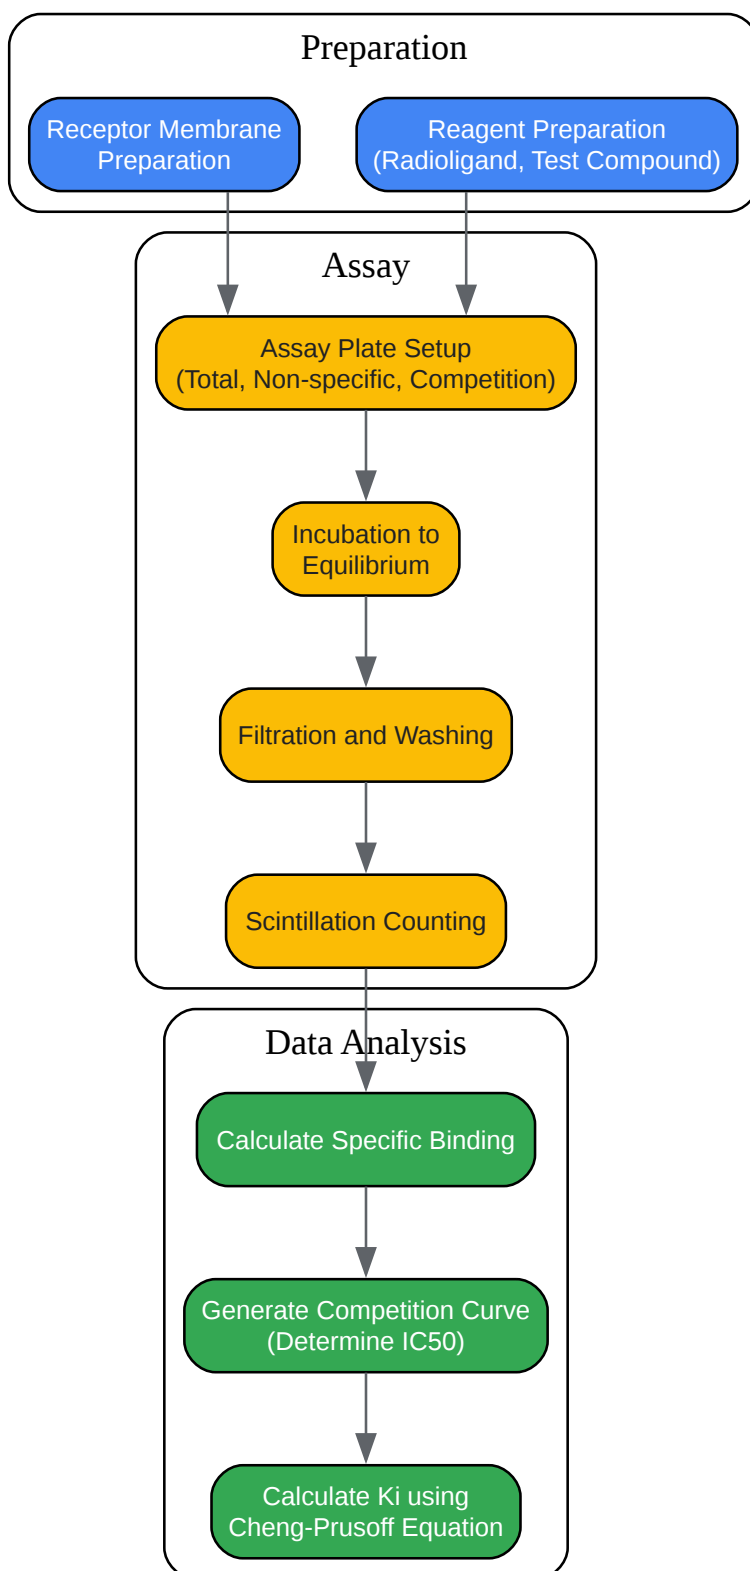 Preparation
Receptor Membrane
Preparation
Reagent Preparation
(Radioligand, Test Compound)
Assay
Assay Plate Setup
(Total, Non-specific, Competition)
Incubation to
Equilibrium
Filtration and Washing
Scintillation Counting
Data Analysis
Calculate Specific Binding
Generate Competition Curve
(Determine IC50)
Calculate Ki using
Cheng-Prusoff Equation